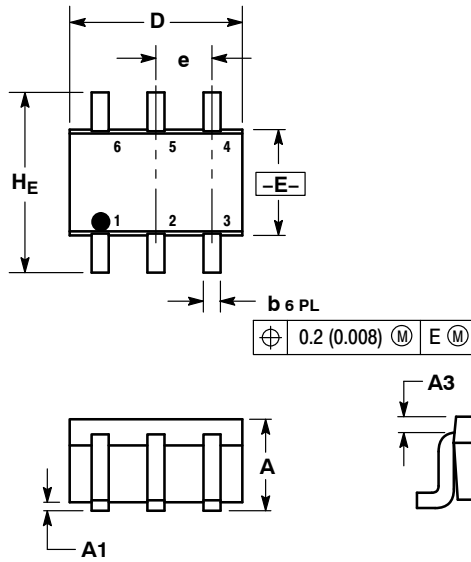 D
e
6 5 4
HE
–E–
1 2 3
b 6 PL
⌖ 0.2 (0.008) Ⓜ E Ⓜ
A3
A
A1